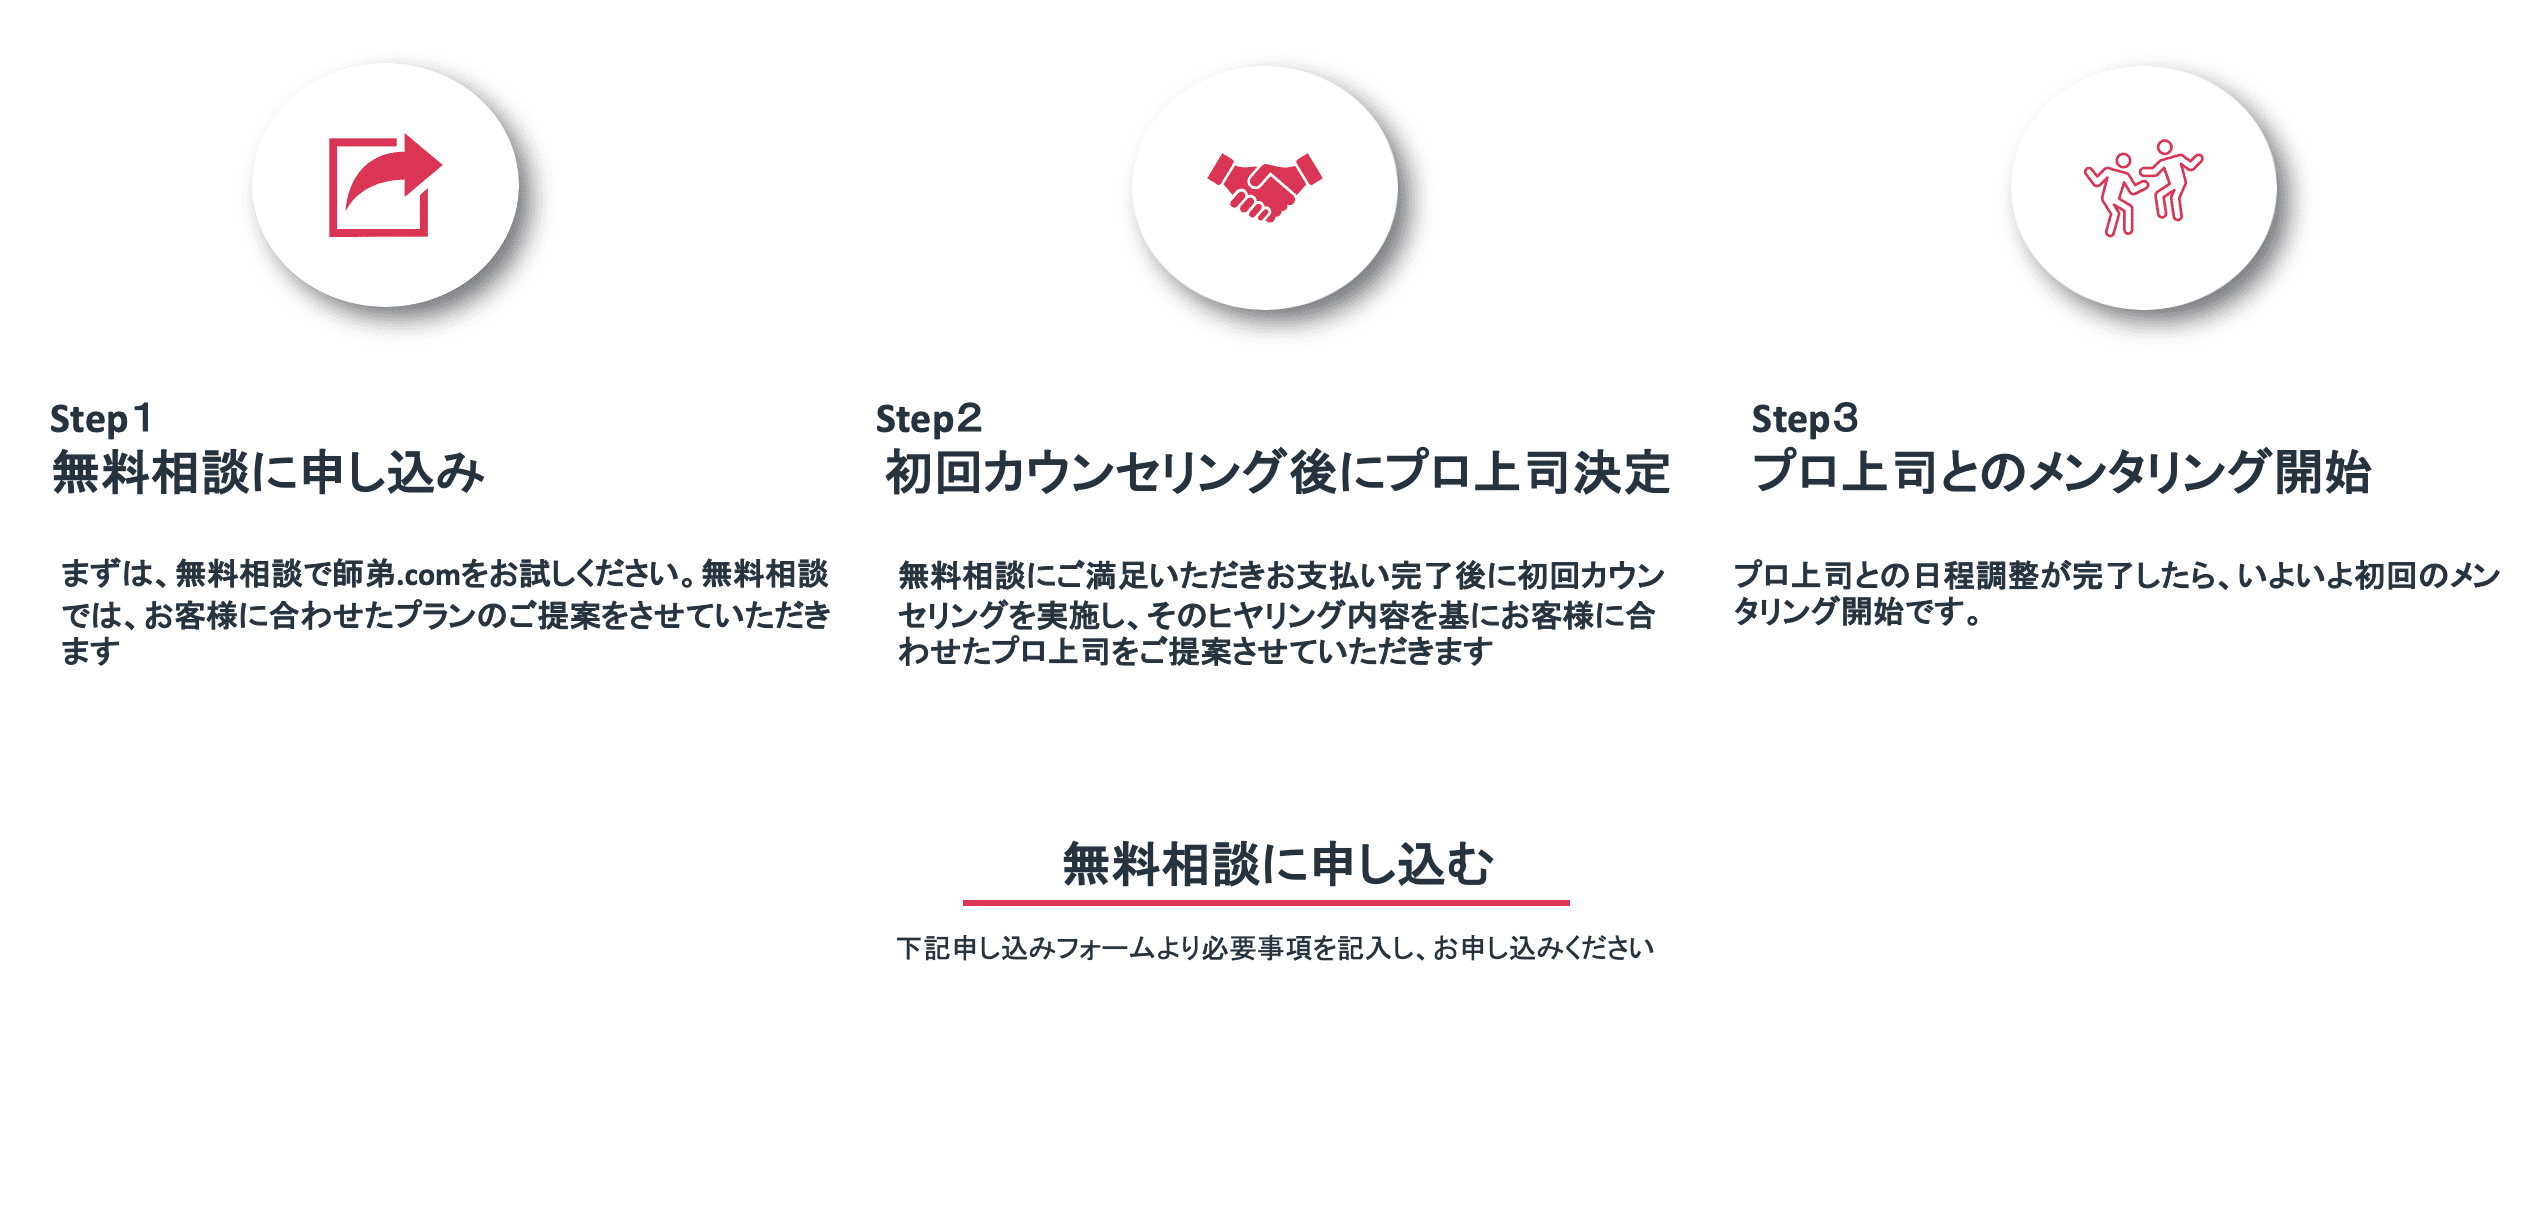 Step１
無料相談に申し込み
まずは、無料相談で師弟.comをお試しください。無料相談
では、お客様に合わせたプランのご提案をさせていただき
ます
Step２
初回カウンセリング後にプロ上司決定
無料相談にご満足いただきお支払い完了後に初回カウン
セリングを実施し、そのヒヤリング内容を基にお客様に合
わせたプロ上司をご提案させていただきます
Step３
プロ上司とのメンタリング開始
プロ上司との日程調整が完了したら、いよいよ初回のメン
タリング開始です。
無料相談に申し込む
下記申し込みフォームより必要事項を記入し、お申し込みください